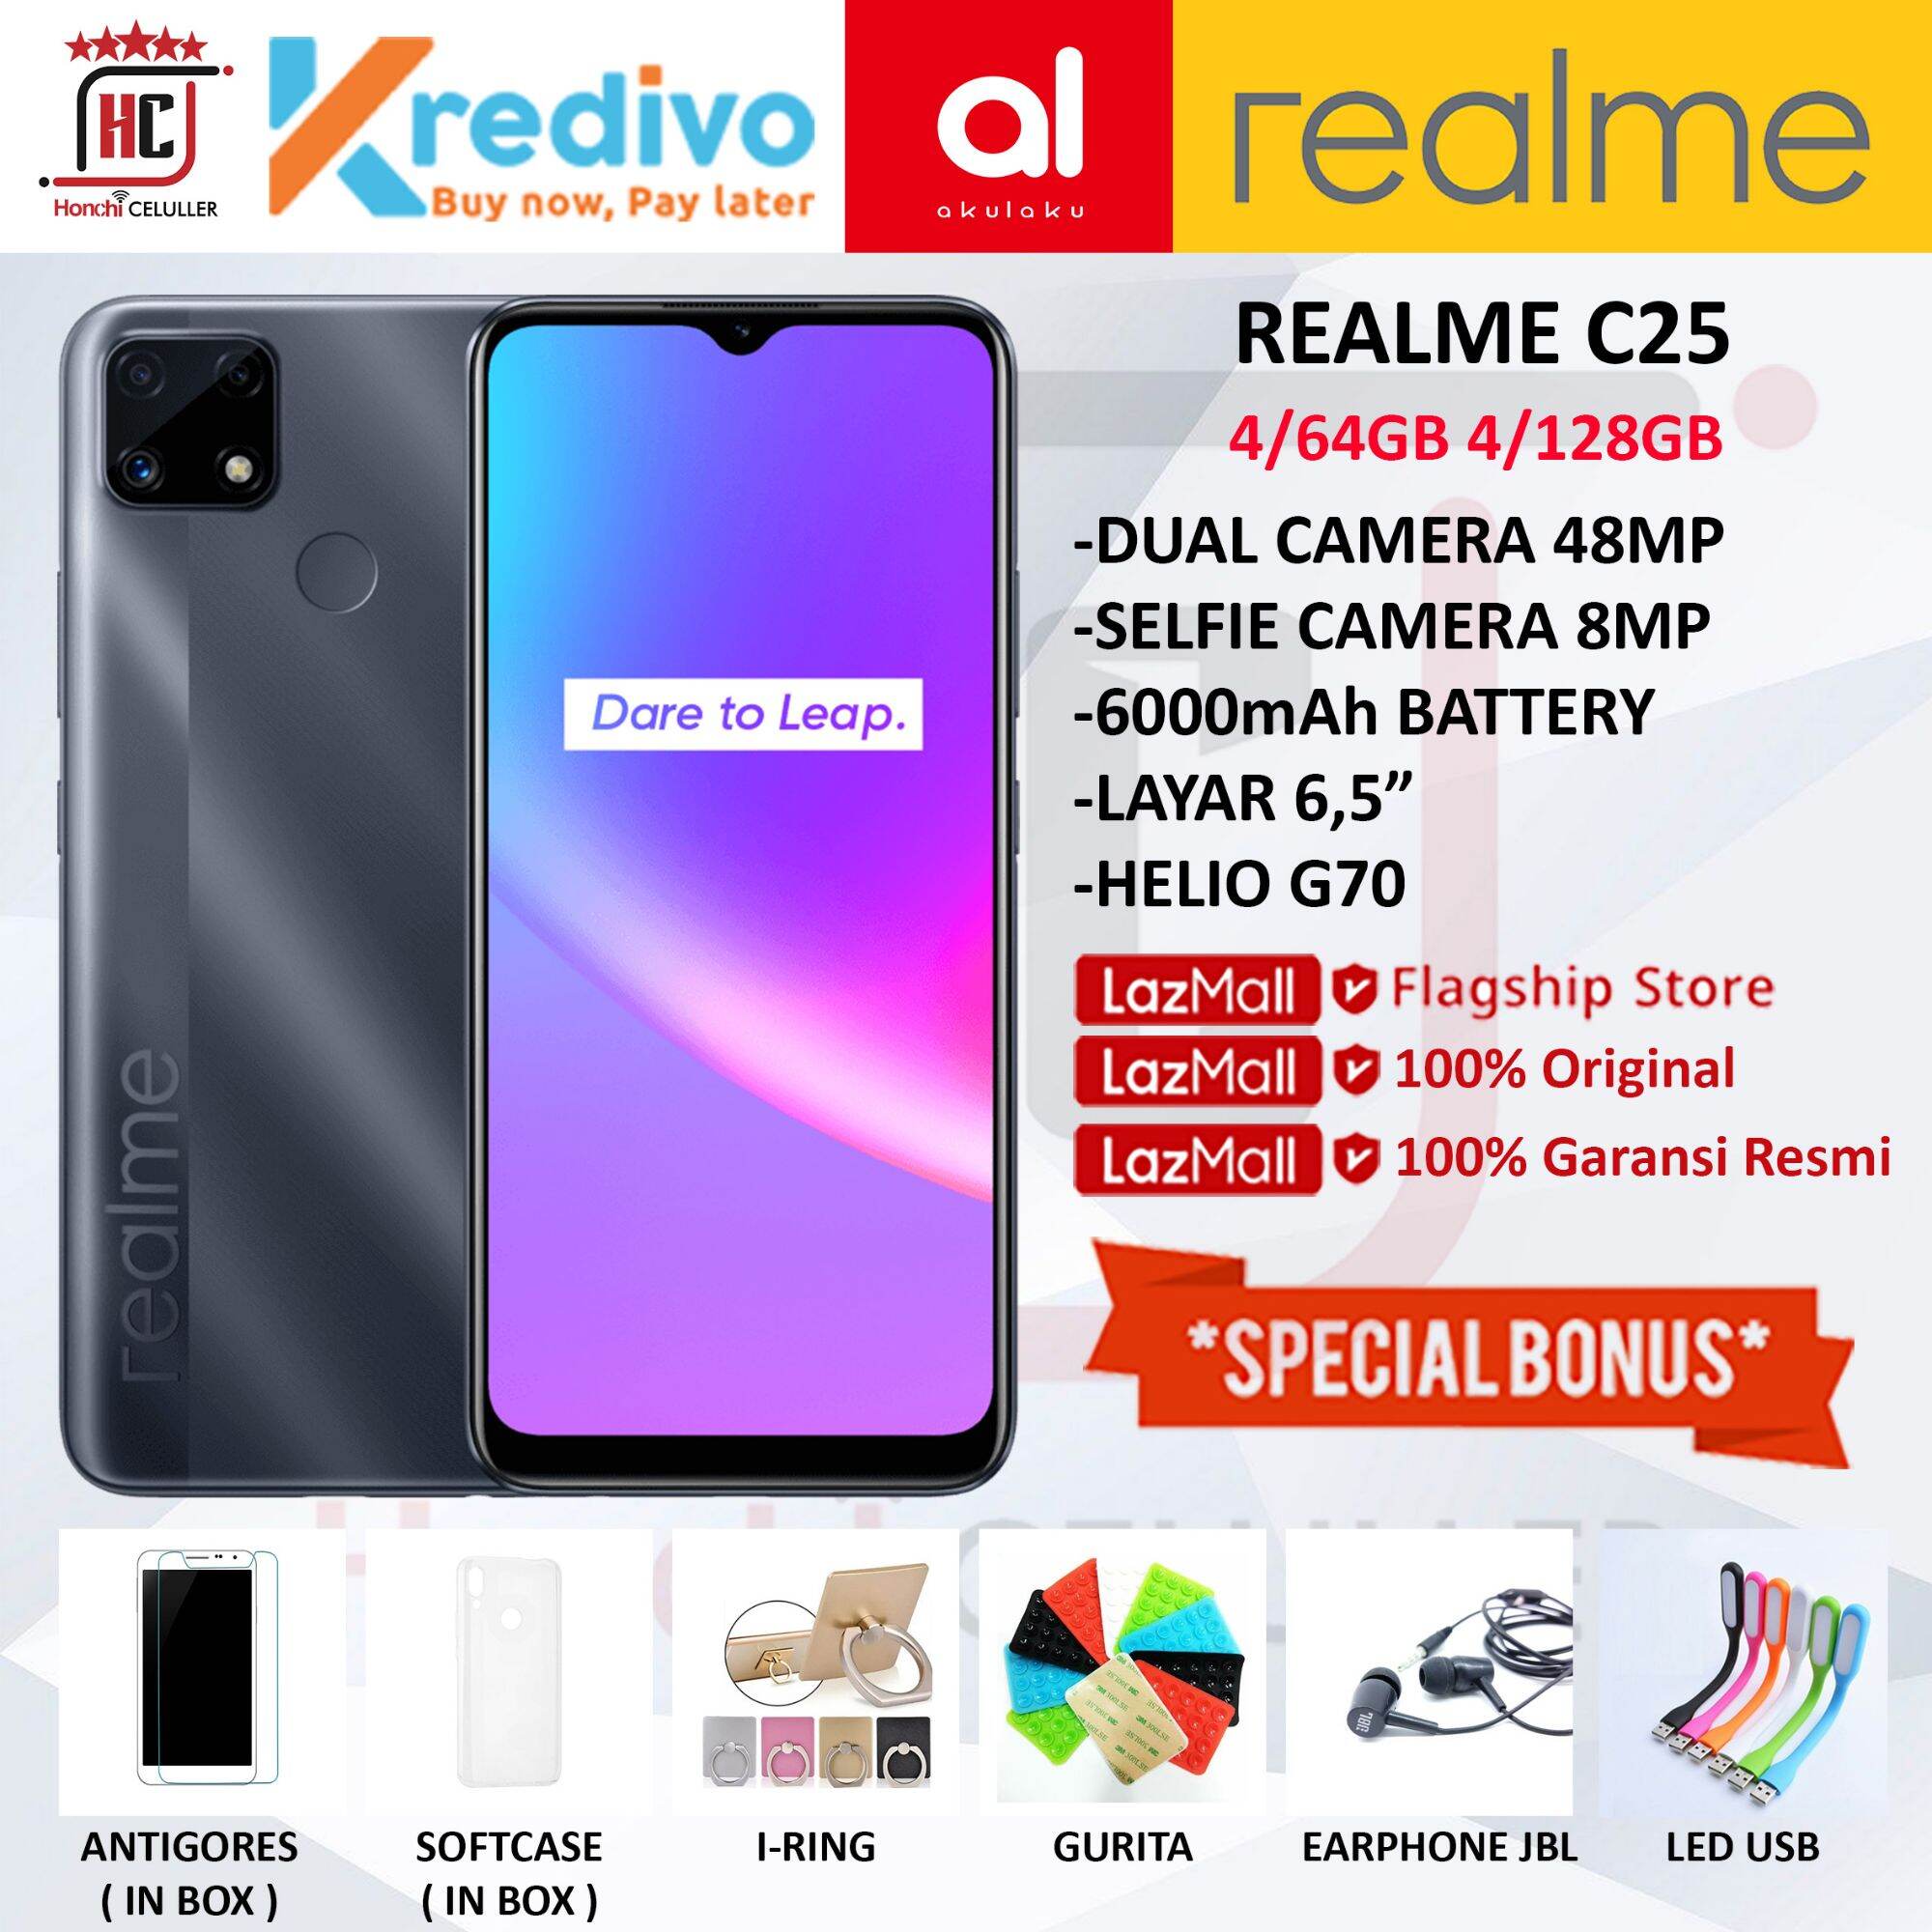 HC
Honchi CELULLER
Kredivo
Buy now, Pay later
al
akulaku
realme
REALME C25
4/64GB 4/128GB
-DUAL CAMERA 48MP
-SELFIE CAMERA 8MP
-6000mAh BATTERY
-LAYAR 6,5”
-HELIO G70
Dare to Leap.
realme
LazMall Flagship Store
LazMall 100% Original
LazMall 100% Garansi Resmi
*SPECIAL BONUS*
JBL
ANTIGORES
( IN BOX )
SOFTCASE
( IN BOX )
I-RING
GURITA
EARPHONE JBL
LED USB